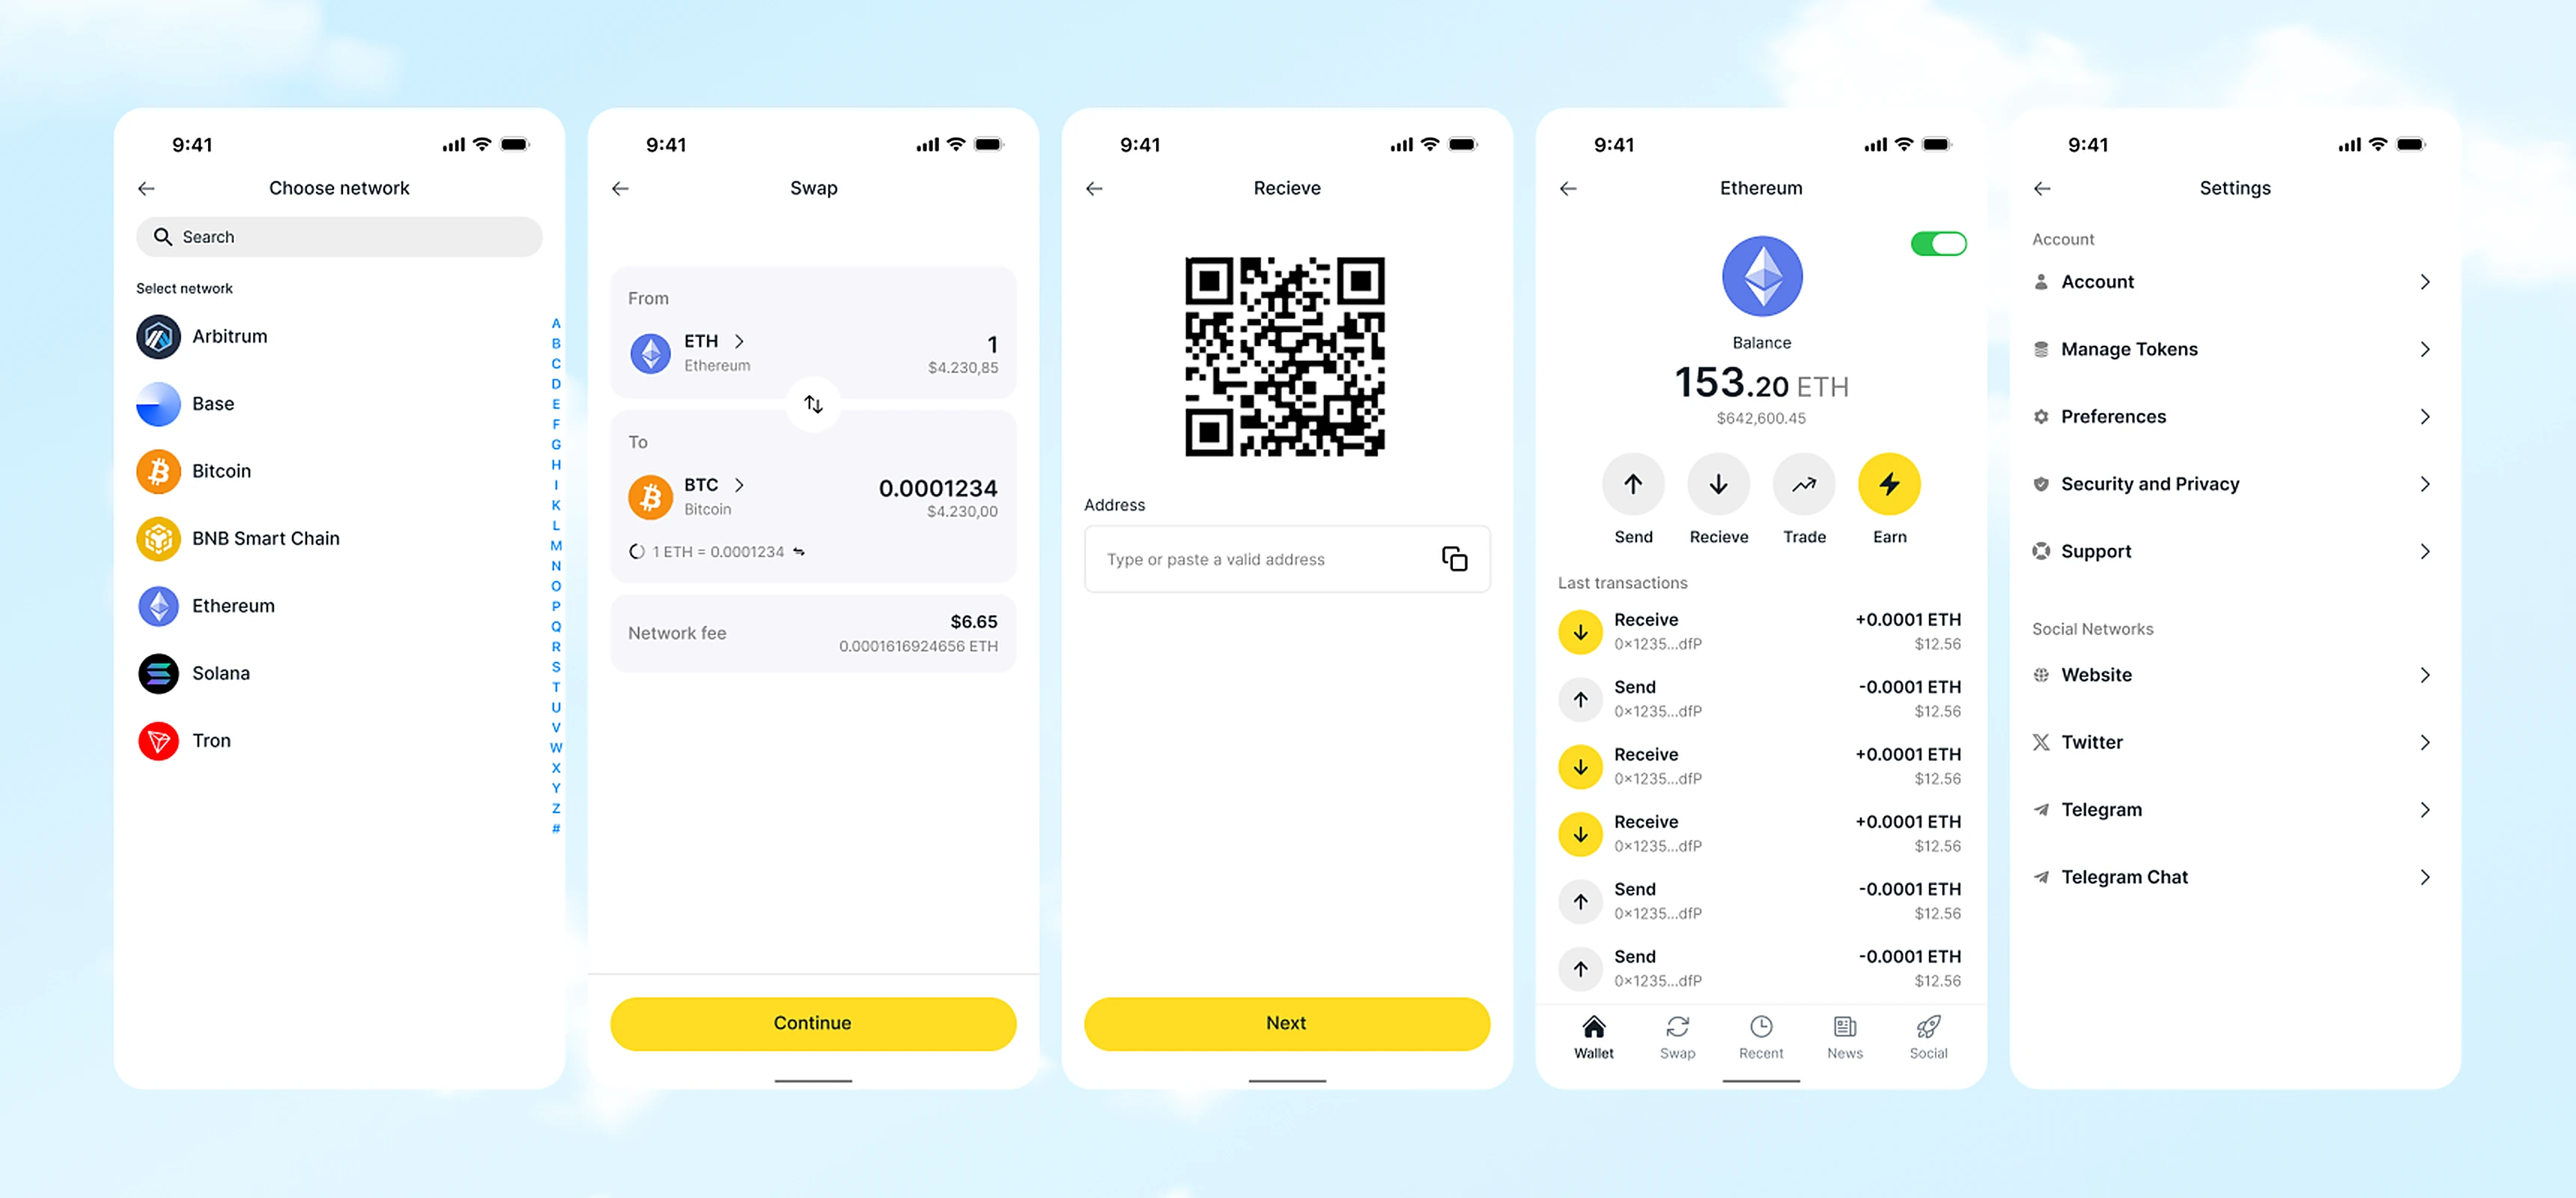 9:41
Choose network
Search
Select network
Arbitrum
Base
Bitcoin
BNB Smart Chain
Ethereum
Solana
Tron
A
B
C
D
E
F
G
H
I
K
L
M
N
O
P
Q
R
S
T
U
V
W
X
Y
Z
#
9:41
Swap
From
ETH
1
Ethereum
$4.230,85
To
BTC
0.0001234
Bitcoin
$4.230,00
1 ETH = 0.0001234
Network fee
$6.65
0.0001616924656 ETH
Continue
9:41
Recieve
Address
Type or paste a valid address
Next
9:41
Ethereum
Balance
153.20 ETH
$642,600.45
Send
Recieve
Trade
Earn
Last transactions
Receive
+0.0001 ETH
0×1235...dfP
$12.56
Send
-0.0001 ETH
0×1235...dfP
$12.56
Receive
+0.0001 ETH
0×1235...dfP
$12.56
Receive
+0.0001 ETH
0×1235...dfP
$12.56
Send
-0.0001 ETH
0×1235...dfP
$12.56
Send
-0.0001 ETH
0×1235...dfP
$12.56
Wallet
Swap
Recent
News
Social
9:41
Settings
Account
Account
Manage Tokens
Preferences
Security and Privacy
Support
Social Networks
Website
Twitter
Telegram
Telegram Chat